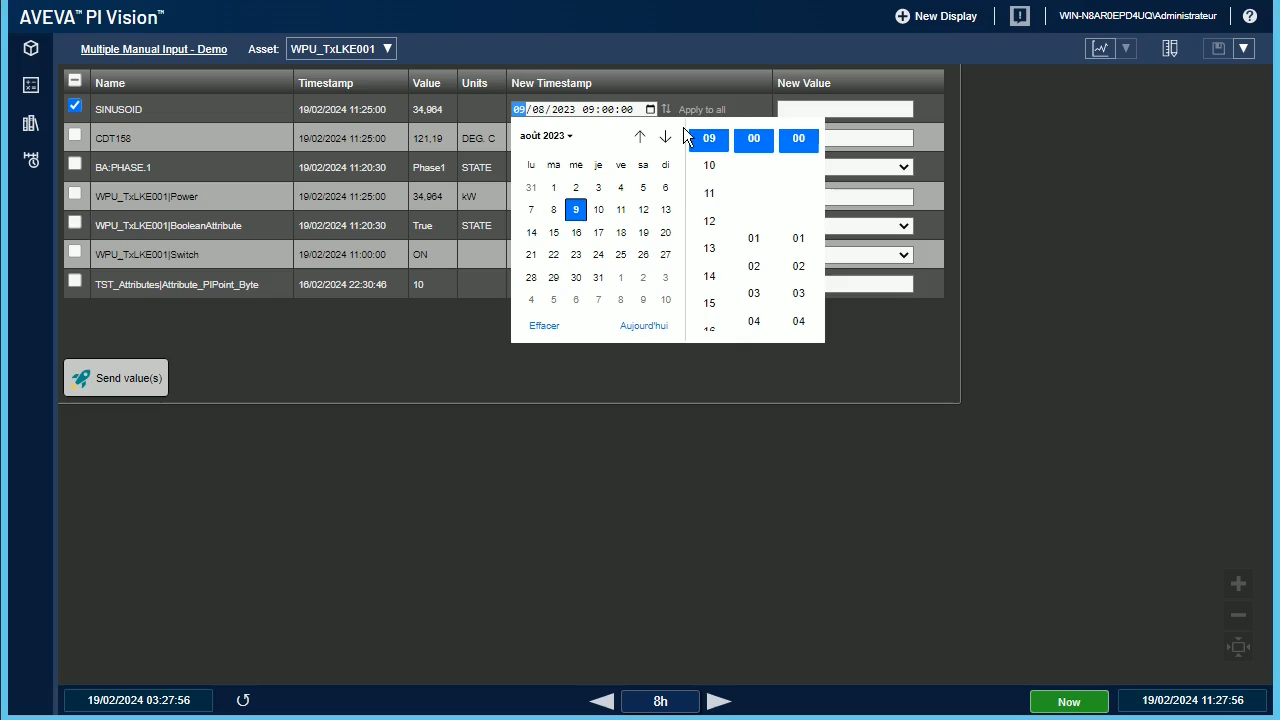 AVEVA™ PI Vision™
New Display
WIN-N8AR0EPD4UQ\Administrateur
Multiple Manual Input - Demo
Asset:
WPU_TxLKE001
Name Timestamp Value Units New Timestamp New Value
SINUSOID 19/02/2024 11:25:00 34,964 09/08/2023 09:00:00 Apply to all
CDT158 19/02/2024 11:25:00 121,19 DEG. C
BA:PHASE.1 19/02/2024 11:20:30 Phase1 STATE
WPU_TxLKE001|Power 19/02/2024 11:25:00 34,964 kW
WPU_TxLKE001|BooleanAttribute 19/02/2024 11:20:30 True STATE
WPU_TxLKE001|Switch 19/02/2024 11:00:00 ON
TST_Attributes|Attribute_PIPoint_Byte 16/02/2024 22:30:46 10
août 2023
lu ma me je ve sa di
31 1 2 3 4 5 6
7 8 9 10 11 12 13
14 15 16 17 18 19 20
21 22 23 24 25 26 27
28 29 30 31 1 2 3
4 5 6 7 8 9 10
Effacer Aujourd'hui
09 00 00
10
11
12
13 01 01
14 02 02
15 03 03
16 04 04
Send value(s)
19/02/2024 03:27:56
8h
Now
19/02/2024 11:27:56